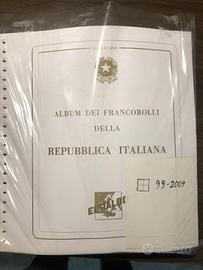 ALBUM DEI FRANCOBOLLI
DELLA
REPUBBLICA ITALIANA
99-2009